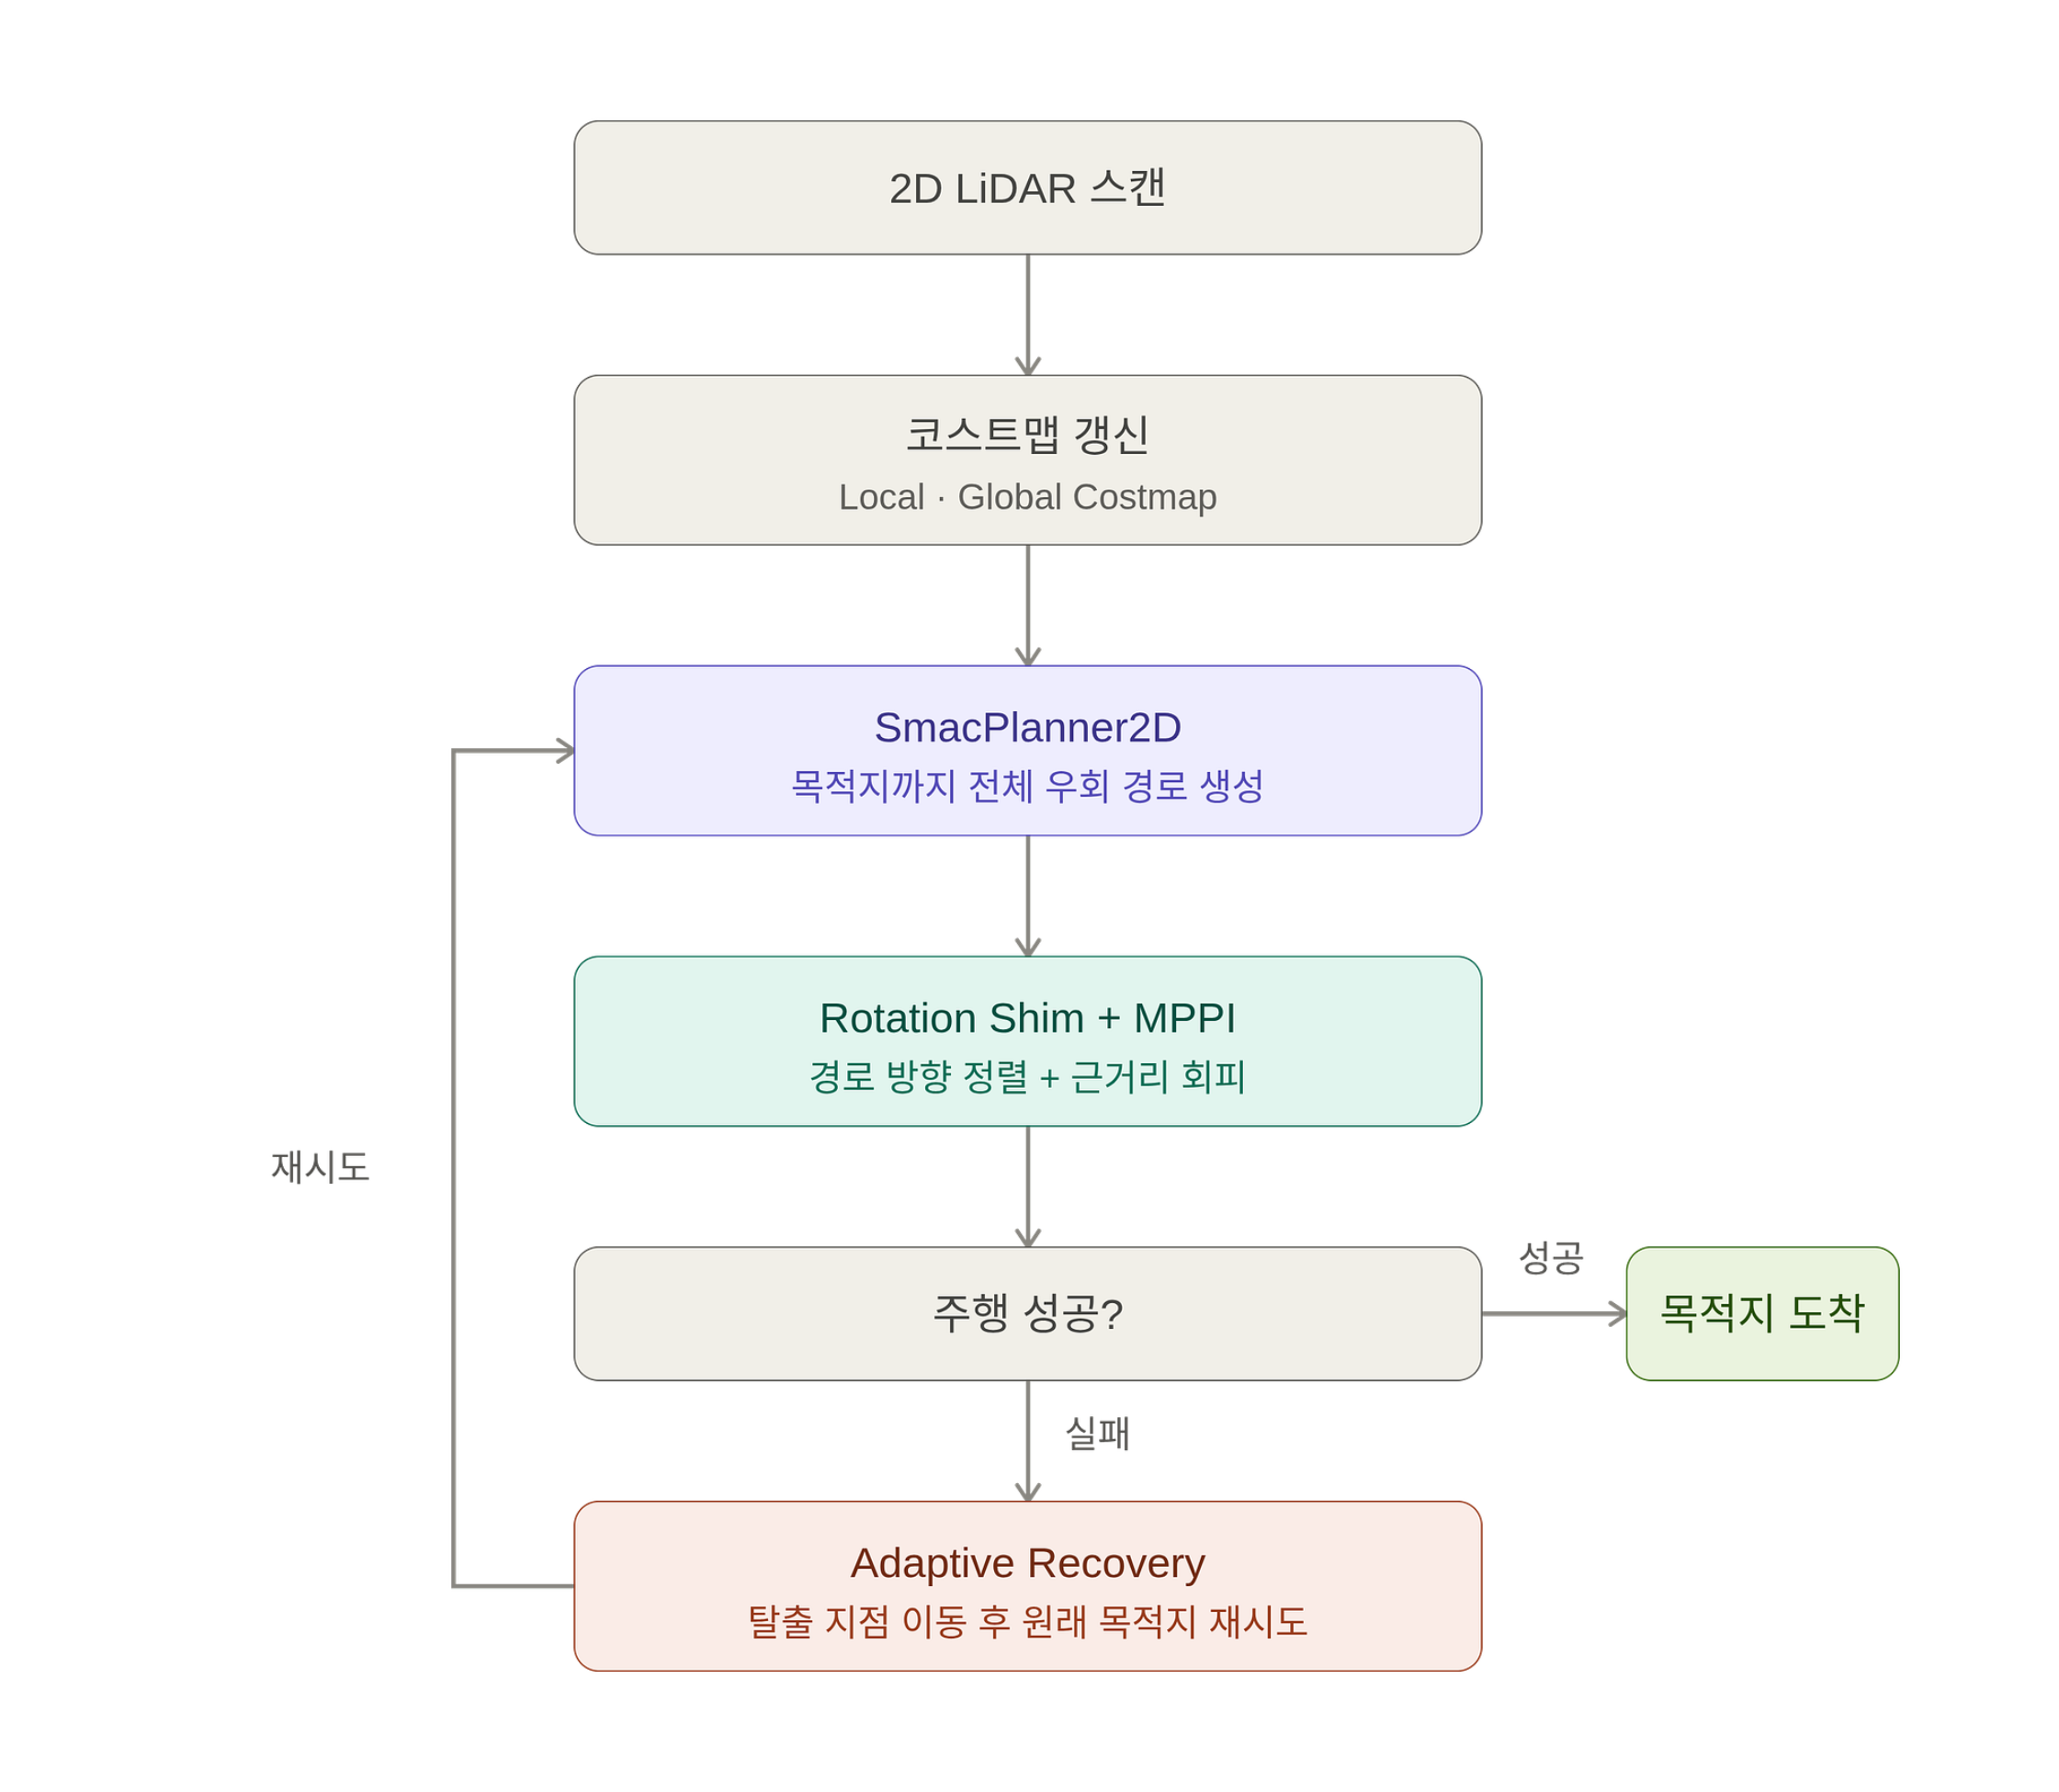 2D LiDAR 스캔
코스트맵 갱신
Local · Global Costmap
SmacPlanner2D
목적지까지 전체 우회 경로 생성
Rotation Shim + MPPI
경로 방향 정렬 + 근거리 회피
재시도
주행 성공?
성공
목적지 도착
실패
Adaptive Recovery
탈출 지점 이동 후 원래 목적지 재시도